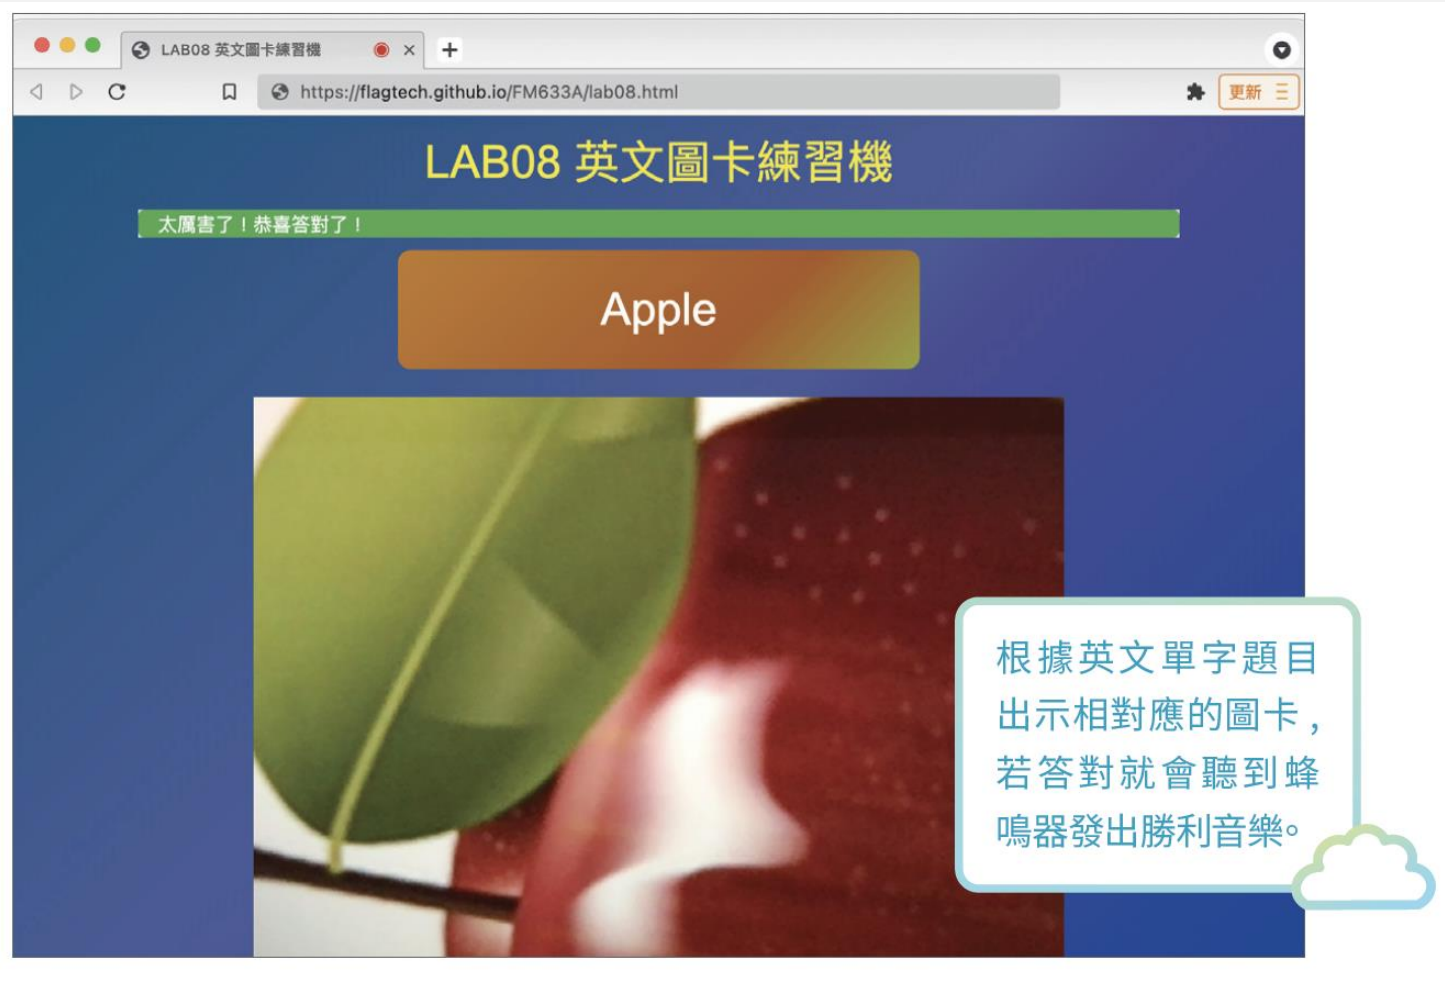 LAB08 英文圖卡練習機
https://flagtech.github.io/FM633A/lab08.html
更新
LAB08 英文圖卡練習機
太厲害了！恭喜答對了！
Apple
根據英文單字題目
出示相對應的圖卡，
若答對就會聽到蜂
鳴器發出勝利音樂。